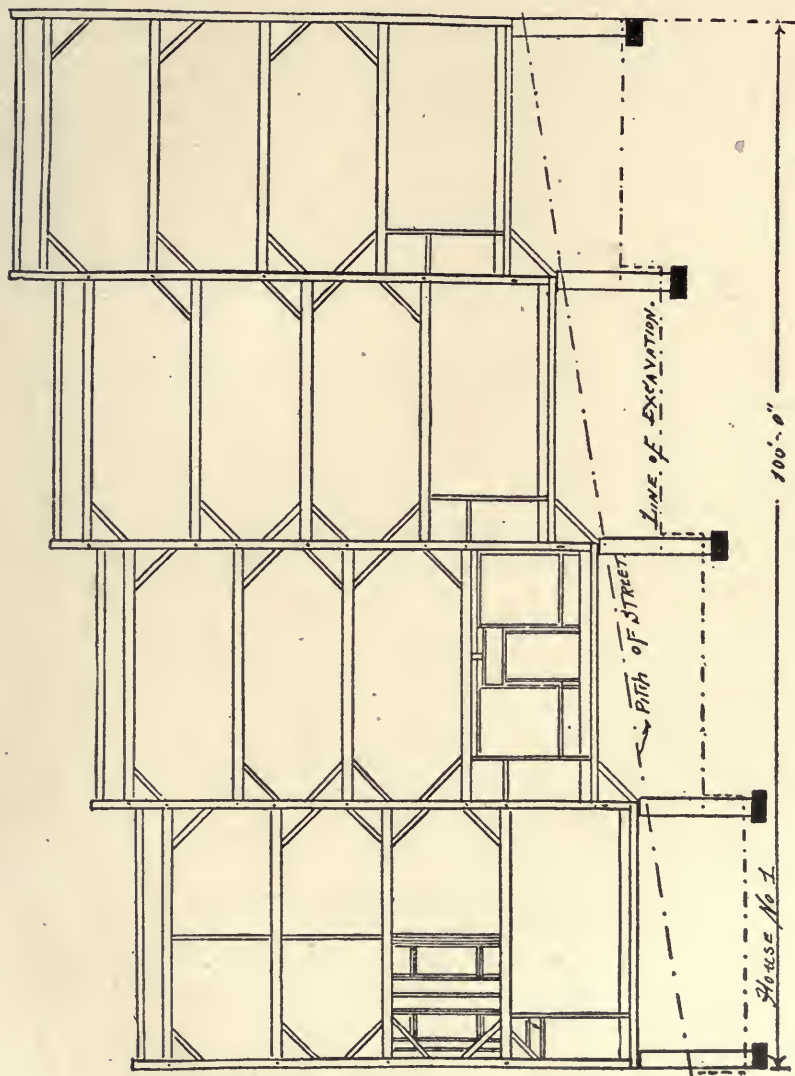 LINE OF EXCAVATION.
PITCH OF STREET
100'-0"
House No 1